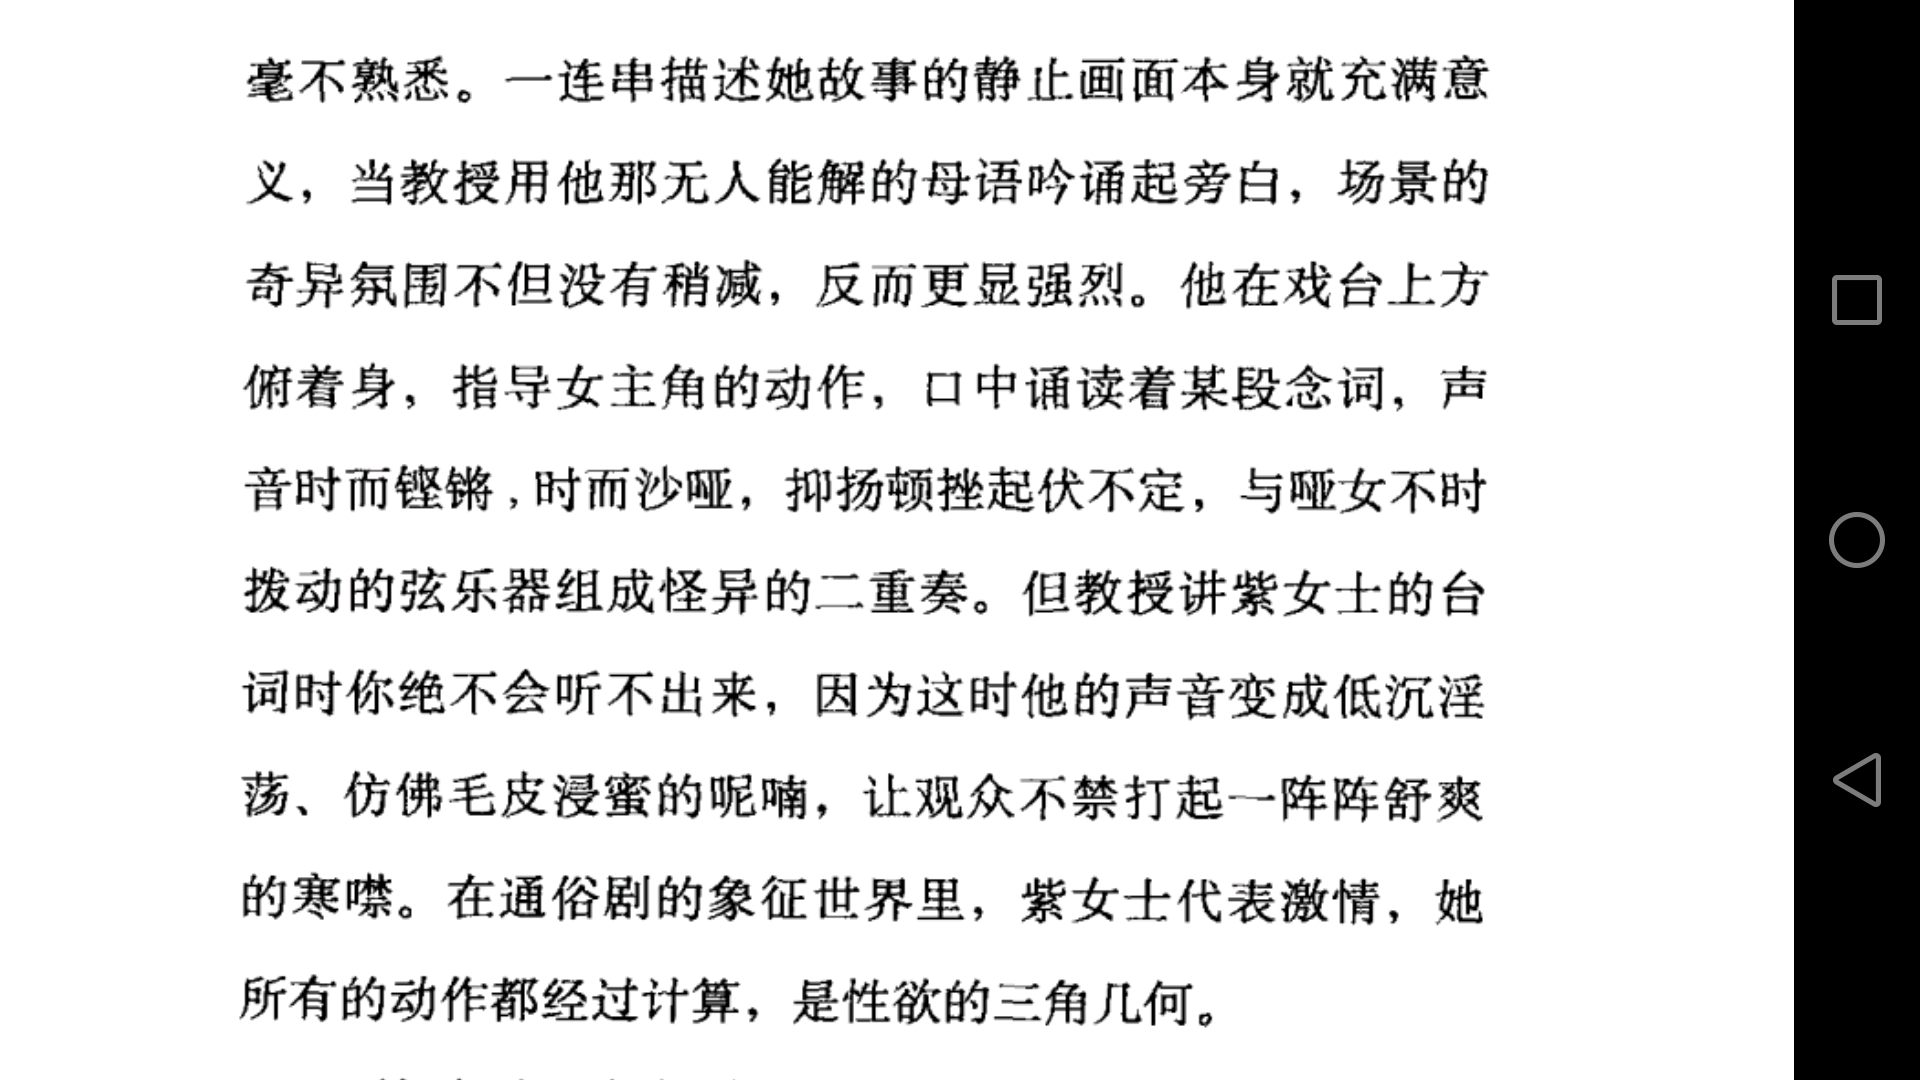 毫不熟悉。一连串描述她故事的静止画面本身就充满意
义，当教授用他那无人能解的母语吟诵起旁白，场景的
奇异氛围不但没有稍减，反而更显强烈。他在戏台上方
俯着身，指导女主角的动作，口中诵读着某段念词，声
音时而铿锵，时而沙哑，抑扬顿挫起伏不定，与哑女不时
拨动的弦乐器组成怪异的二重奏。但教授讲紫女士的台
词时你绝不会听不出来，因为这时他的声音变成低沉淫
荡、仿佛毛皮浸蜜的呢喃，让观众不禁打起一阵阵舒爽
的寒噤。在通俗剧的象征世界里，紫女士代表激情，她
所有的动作都经过计算，是性欲的三角几何。